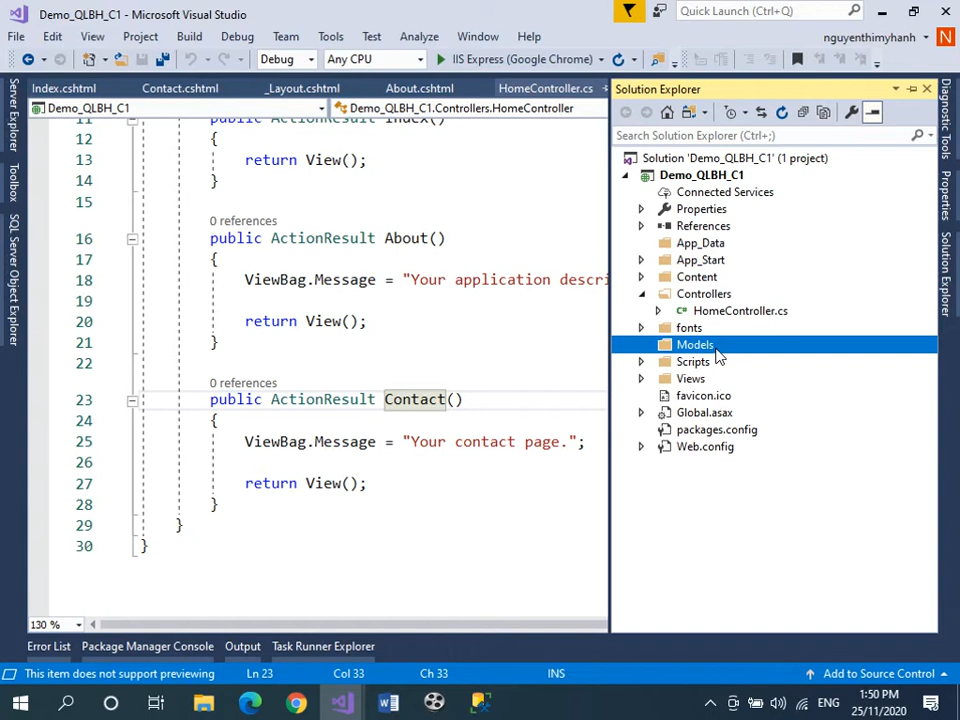 Demo_QLBH_C1 - Microsoft Visual Studio
Quick Launch (Ctrl+Q)
File Edit View Project Build Debug Team Tools Test Analyze Window Help
nguyenthimyhanh
N
Debug Any CPU IIS Express (Google Chrome)
Server Explorer
Toolbox
SQL Server Object Explorer
Index.cshtml Contact.cshtml _Layout.cshtml About.cshtml HomeController.cs
Demo_QLBH_C1 Demo_QLBH_C1.Controllers.HomeController
11 public ActionResult Index()
12 {
13 return View();
14 }
15
0 references
16 public ActionResult About()
17 {
18 ViewBag.Message = "Your application descri
19
20 return View();
21 }
22
0 references
23 public ActionResult Contact()
24 {
25 ViewBag.Message = "Your contact page.";
26
27 return View();
28 }
29 }
30 }
130 %
Solution Explorer
Search Solution Explorer (Ctrl+;)
Solution 'Demo_QLBH_C1' (1 project)
Demo_QLBH_C1
Connected Services
Properties
References
App_Data
App_Start
Content
Controllers
C# HomeController.cs
fonts
Models
Scripts
Views
favicon.ico
Global.asax
packages.config
Web.config
Diagnostic Tools
Properties
Solution Explorer
Error List Package Manager Console Output Task Runner Explorer
This item does not support previewing Ln 23 Col 33 Ch 33 INS Add to Source Control
ENG
1:50 PM
25/11/2020